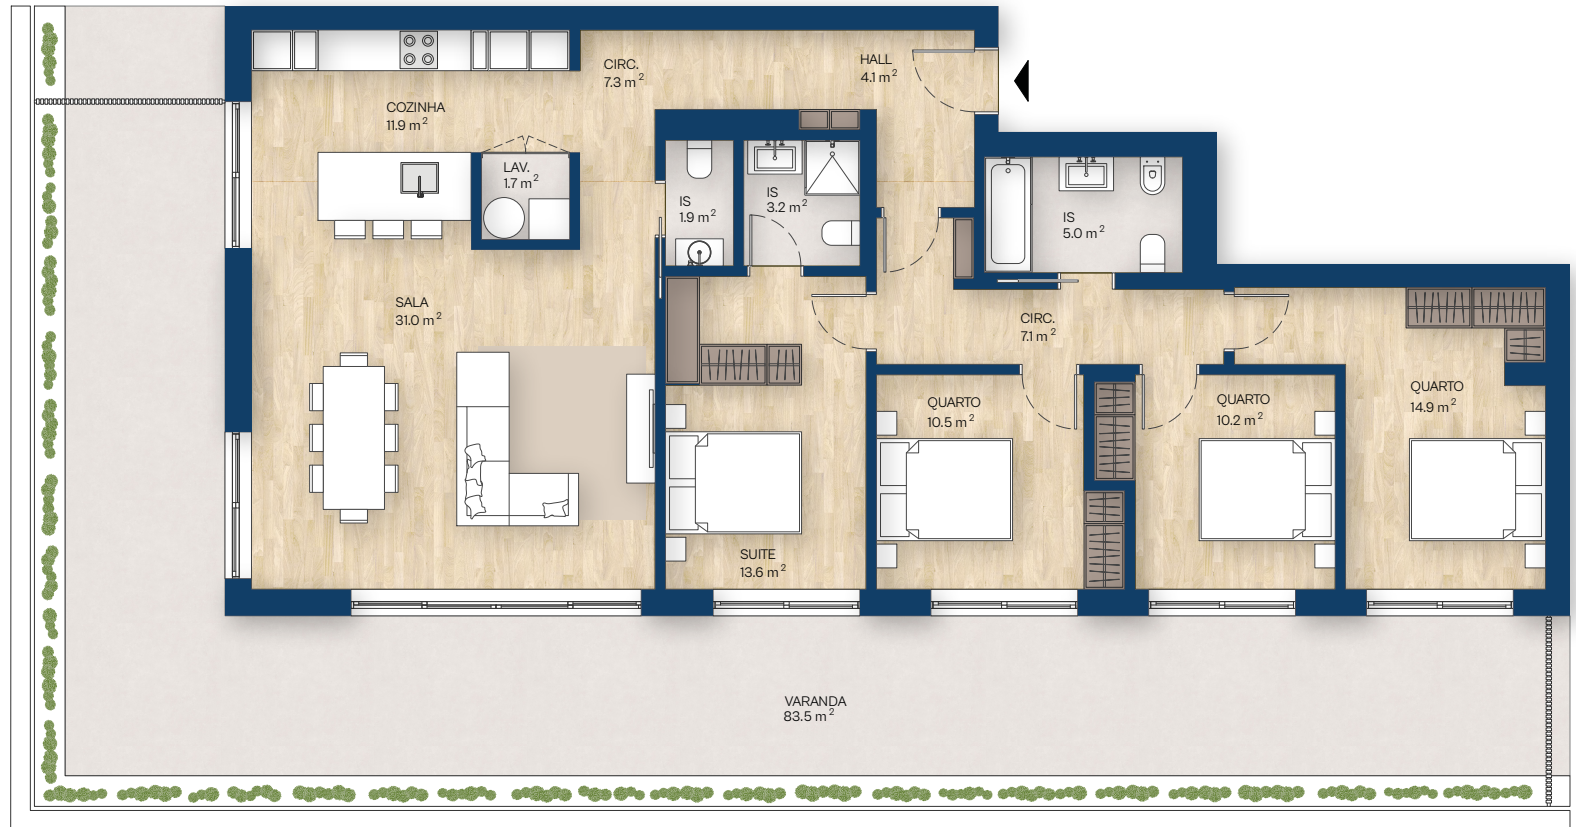 CIRC.
7.3 m²
HALL
4.1 m²
COZINHA
11.9 m²
LAV.
1.7 m²
IS
1.9 m²
IS
3.2 m²
IS
5.0 m²
SALA
31.0 m²
CIRC.
7.1 m²
QUARTO
10.5 m²
QUARTO
10.2 m²
QUARTO
14.9 m²
SUITE
13.6 m²
VARANDA
83.5 m²